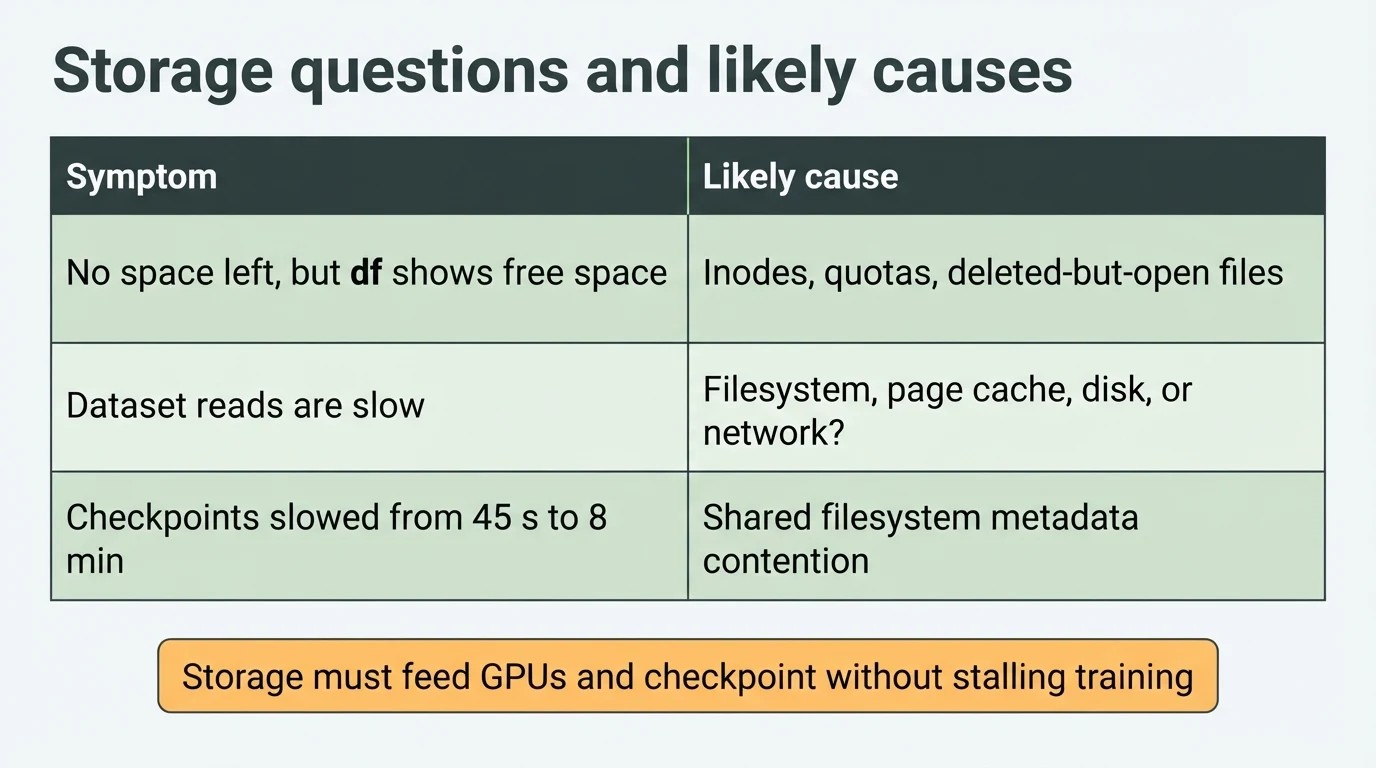 Storage questions and likely causes
Symptom
Likely cause
No space left, but df shows free space
Inodes, quotas, deleted-but-open files
Dataset reads are slow
Filesystem, page cache, disk, or
network?
Checkpoints slowed from 45 s to 8
min
Shared filesystem metadata
contention
Storage must feed GPUs and checkpoint without stalling training